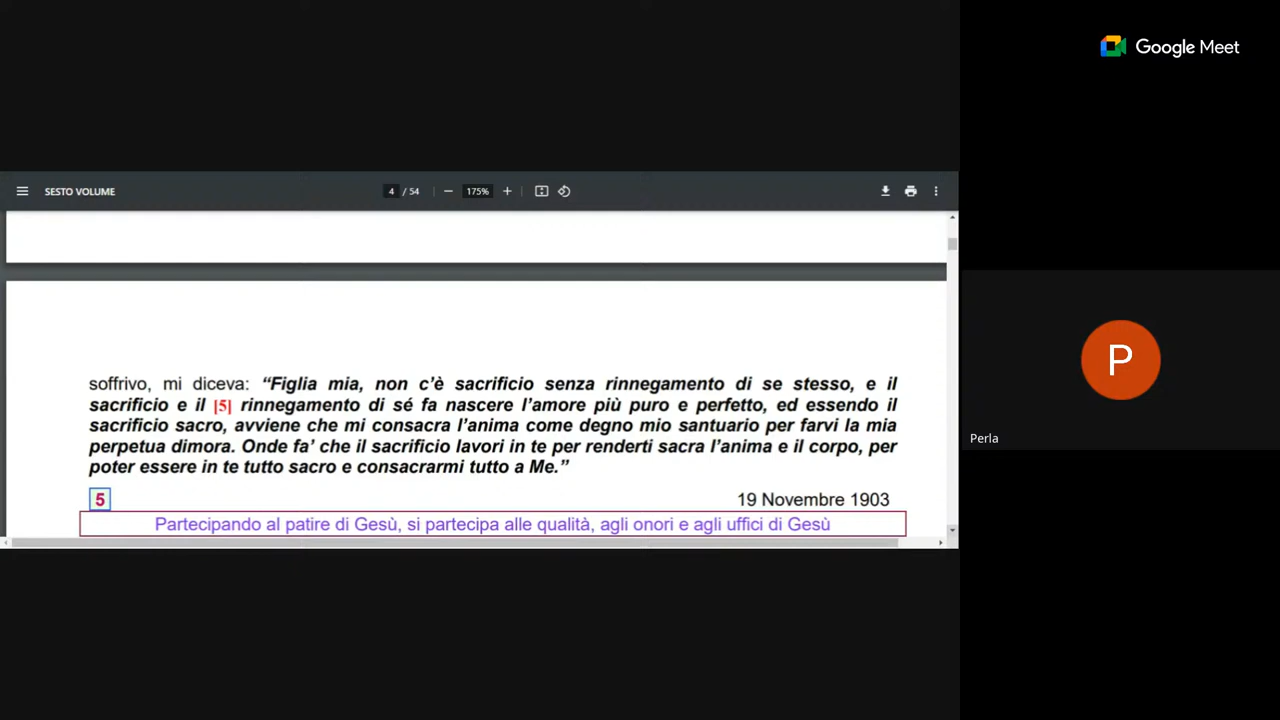 Google Meet
SESTO VOLUME
4 / 54
175%
soffrivo, mi diceva: “Figlia mia, non c’è sacrificio senza rinnegamento di se stesso, e il
sacrificio e il |5| rinnegamento di sé fa nascere l’amore più puro e perfetto, ed essendo il
sacrificio sacro, avviene che mi consacra l’anima come degno mio santuario per farvi la mia
perpetua dimora. Onde fa’ che il sacrificio lavori in te per renderti sacra l’anima e il corpo, per
poter essere in te tutto sacro e consacrarmi tutto a Me.”
5 19 Novembre 1903
Partecipando al patire di Gesù, si partecipa alle qualità, agli onori e agli uffici di Gesù
P
Perla